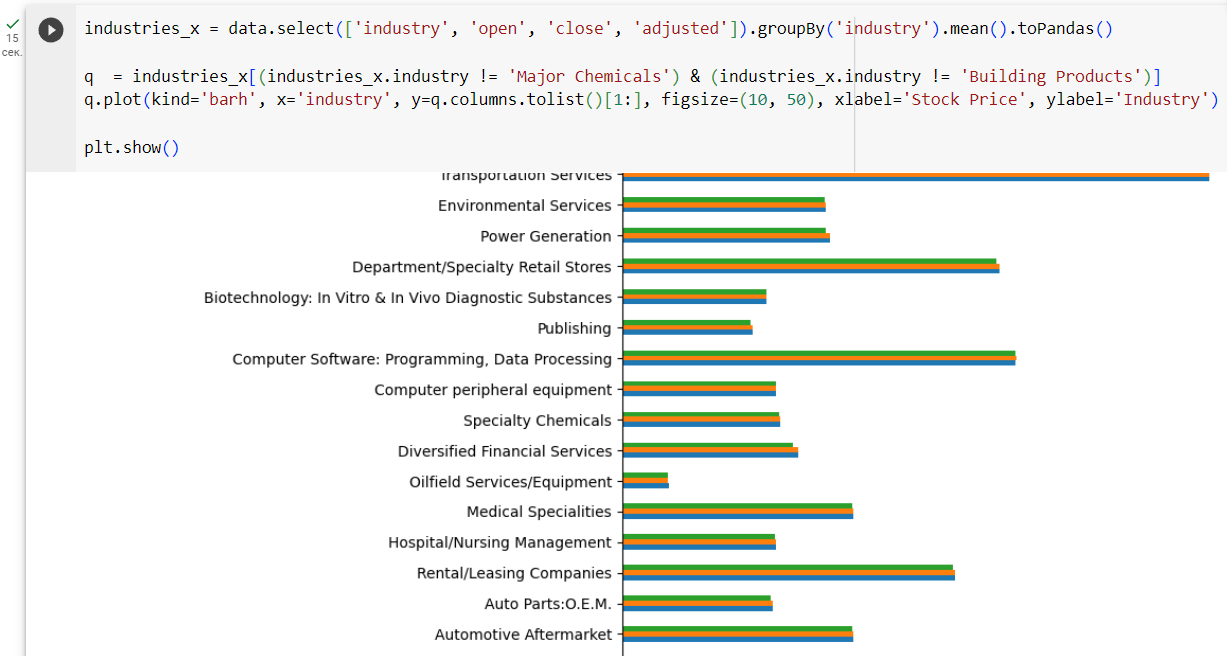 15
сек.
industries_x = data.select(['industry', 'open', 'close', 'adjusted']).groupBy('industry').mean().toPandas()
q  = industries_x[(industries_x.industry != 'Major Chemicals') & (industries_x.industry != 'Building Products')]
q.plot(kind='barh', x='industry', y=q.columns.tolist()[1:], figsize=(10, 50), xlabel='Stock Price', ylabel='Industry')
plt.show()
Transportation Services
Environmental Services
Power Generation
Department/Specialty Retail Stores
Biotechnology: In Vitro & In Vivo Diagnostic Substances
Publishing
Computer Software: Programming, Data Processing
Computer peripheral equipment
Specialty Chemicals
Diversified Financial Services
Oilfield Services/Equipment
Medical Specialities
Hospital/Nursing Management
Rental/Leasing Companies
Auto Parts:O.E.M.
Automotive Aftermarket